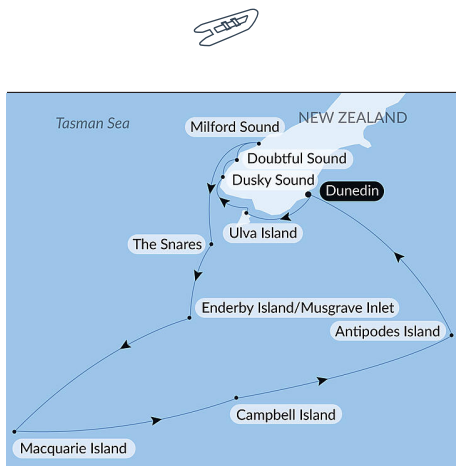 Tasman Sea
NEW ZEALAND
Milford Sound
Doubtful Sound
Dusky Sound
Dunedin
Ulva Island
The Snares
Enderby Island/Musgrave Inlet
Antipodes Island
Campbell Island
Macquarie Island